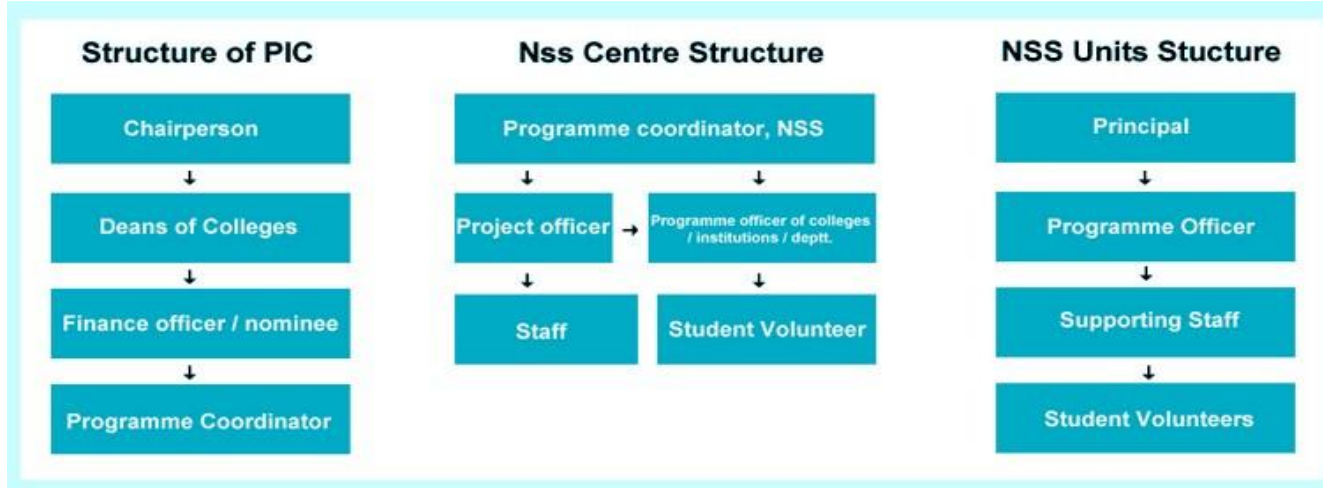 Structure of PIC
Chairperson
Deans of Colleges
Finance officer / nominee
Programme Coordinator
Nss Centre Structure
Programme coordinator, NSS
Project officer
Programme officer of colleges
/ institutions / deptt.
Staff
Student Volunteer
NSS Units Stucture
Principal
Programme Officer
Supporting Staff
Student Volunteers